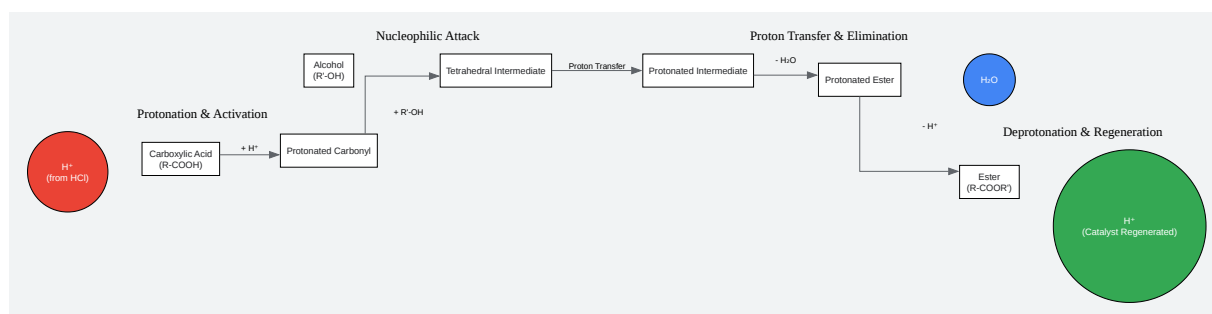 Nucleophilic Attack
Proton Transfer & Elimination
Alcohol
(R'-OH)
Tetrahedral Intermediate
Proton Transfer
Protonated Intermediate
- H₂O
Protonated Ester
H₂O
Protonation & Activation
+ R'-OH
- H⁺
Deprotonation & Regeneration
H⁺
(from HCl)
Carboxylic Acid
(R-COOH)
+ H⁺
Protonated Carbonyl
Ester
(R-COOR')
H⁺
(Catalyst Regenerated)